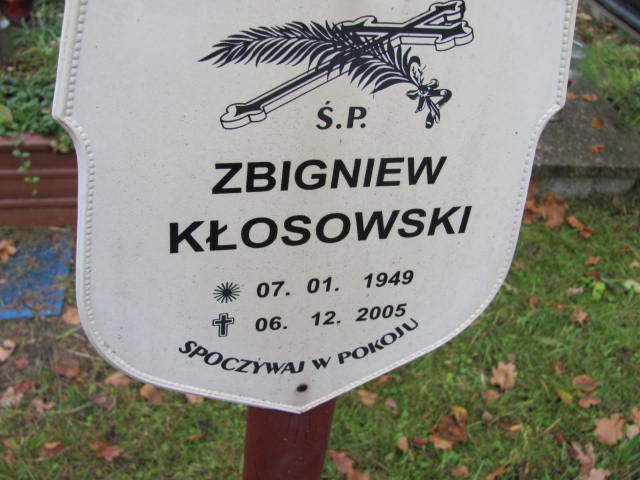 Ś.P.
ZBIGNIEW
KŁOSOWSKI
07. 01. 1949
06. 12. 2005
SPOCZYWAJ W POKOJU